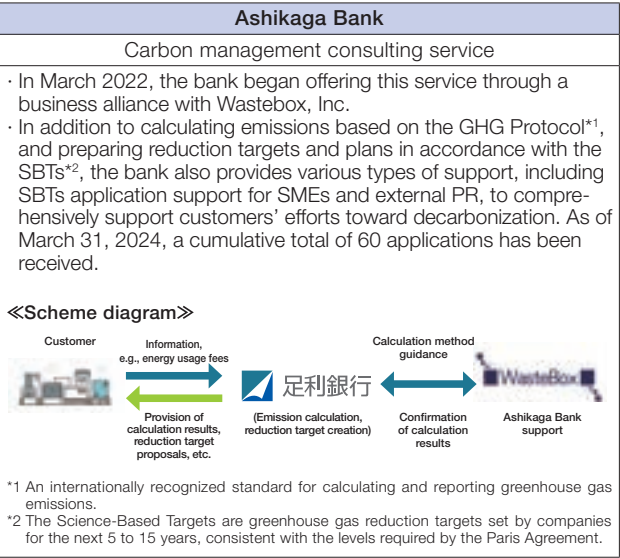 Ashikaga Bank
Carbon management consulting service
· In March 2022, the bank began offering this service through a
business alliance with Wastebox, Inc.
· In addition to calculating emissions based on the GHG Protocol*1,
and preparing reduction targets and plans in accordance with the
SBTs*2, the bank also provides various types of support, including
SBTs application support for SMEs and external PR, to compre-
hensively support customers' efforts toward decarbonization. As of
March 31, 2024, a cumulative total of 60 applications has been
received.
≪Scheme diagram≫
Customer
Information,
e.g., energy usage fees
Provision of
calculation results,
reduction target
proposals, etc.
足利銀行
(Emission calculation,
reduction target creation)
Calculation method
guidance
Confirmation
of calculation
results
WasteBox
Ashikaga Bank
support
*1 An internationally recognized standard for calculating and reporting greenhouse gas
emissions.
*2 The Science-Based Targets are greenhouse gas reduction targets set by companies
for the next 5 to 15 years, consistent with the levels required by the Paris Agreement.